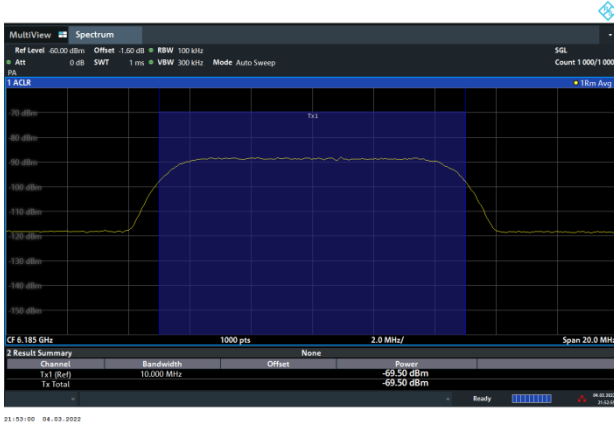 MultiView Spectrum
Ref Level -60.00 dBm Offset -1.60 dB RBW 100 kHz SGL
Att 0 dB SWT 1 ms VBW 300 kHz Mode Auto Sweep Count 1 000/1 000
PA
1 ACLR 1Rm Avg
Tx1
-70 dBm
-80 dBm
-90 dBm
-100 dBm
-110 dBm
-120 dBm
-130 dBm
-140 dBm
-150 dBm
CF 6.185 GHz 1000 pts 2.0 MHz/ Span 20.0 MHz
2 Result Summary None
Channel Bandwidth Offset Power
Tx1 (Ref) 10.000 MHz -69.50 dBm
Tx Total -69.50 dBm
Ready 04.03.2022
21:53:00 04.03.2022